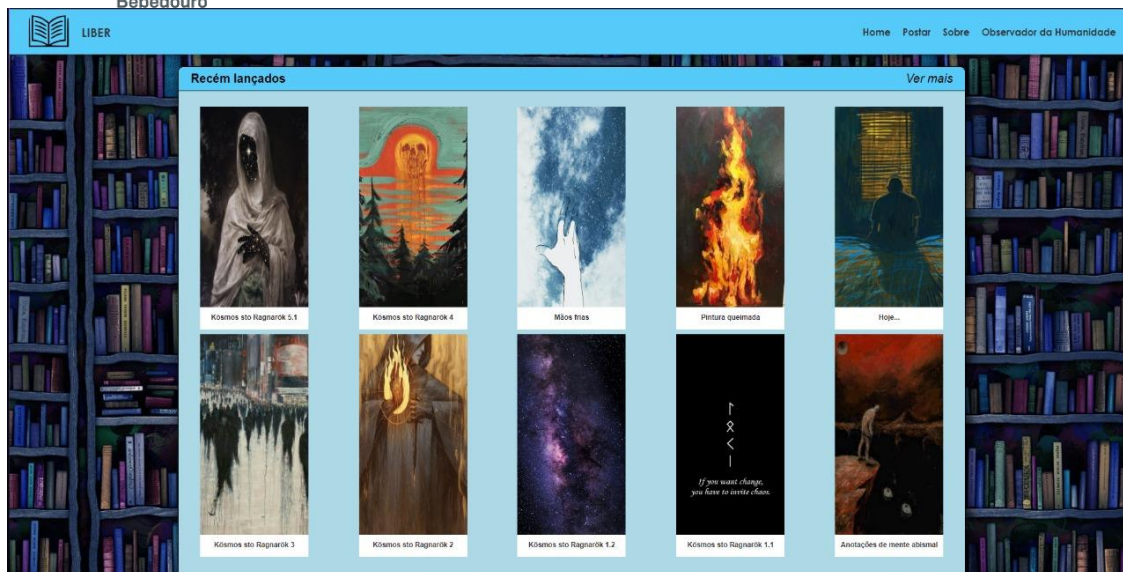 Bebedouro
LIBER
Home Postar Sobre Observador da Humanidade
Recém lançados
Ver mais
Kósmos sto Ragnarök 5.1
Kósmos sto Ragnarök 4
Mãos frias
Pintura queimada
Hoje...
ᛚ
ᛟ
ᚲ
ᛁ
If you want change,
you have to invite chaos.
Kósmos sto Ragnarök 3
Kósmos sto Ragnarök 2
Kósmos sto Ragnarök 1.2
Kósmos sto Ragnarök 1.1
Anotações de mente abismal